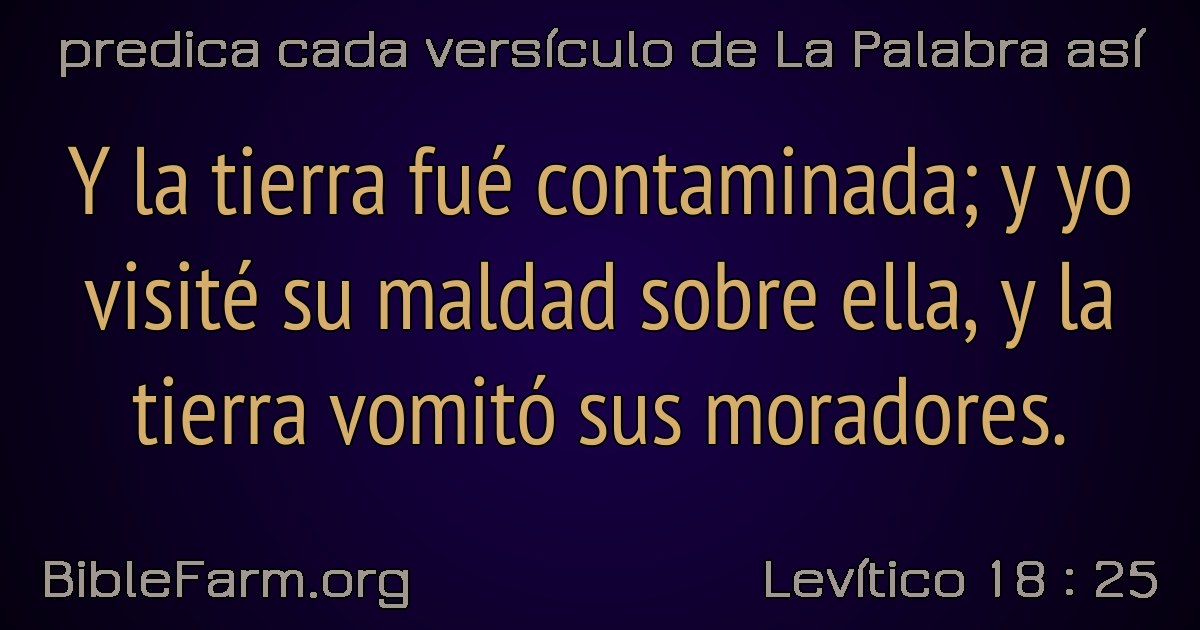 predica cada versículo de La Palabra así
Y la tierra fué contaminada; y yo
visité su maldad sobre ella, y la
tierra vomitó sus moradores.
BibleFarm.org
Levítico 18 : 25